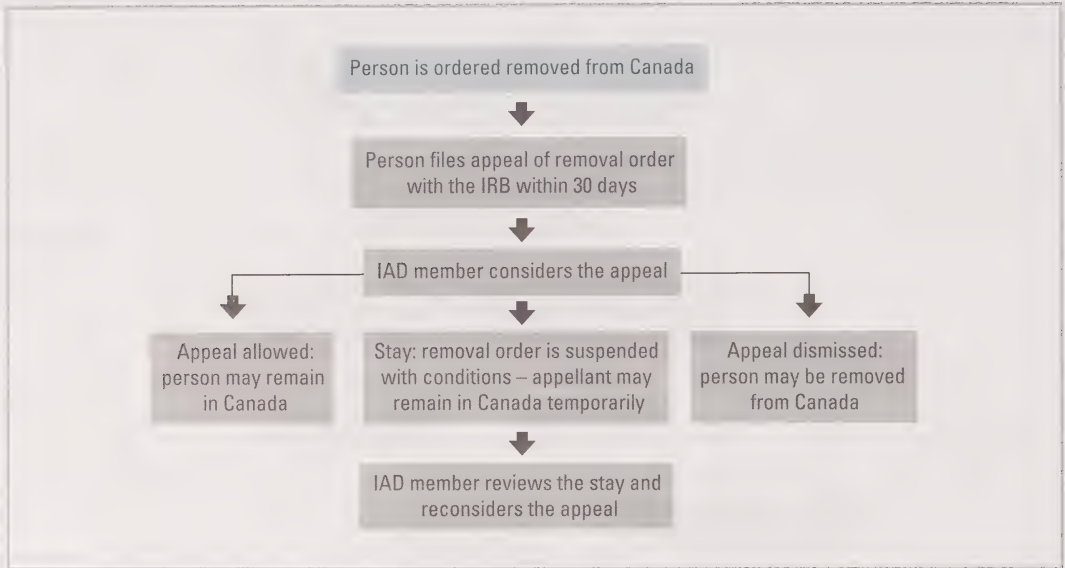 Person is ordered removed from Canada
Person files appeal of removal order
with the IRB within 30 days
IAD member considers the appeal
Appeal allowed:
person may remain
in Canada
Stay: removal order is suspended
with conditions – appellant may
remain in Canada temporarily
Appeal dismissed:
person may be removed
from Canada
IAD member reviews the stay and
reconsiders the appeal